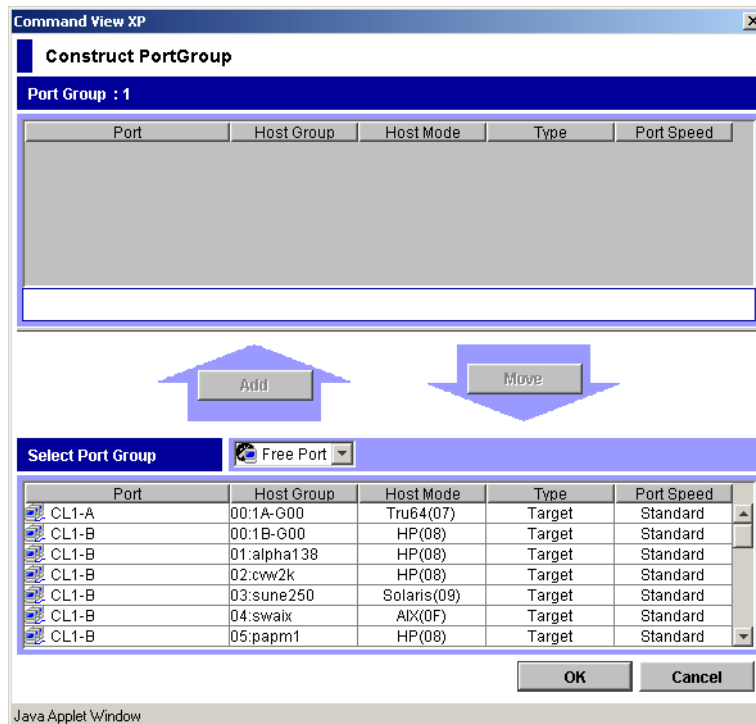 Command View XP
Construct PortGroup
Port Group : 1
Port Host Group Host Mode Type Port Speed
Add Move
Select Port Group Free Port
Port Host Group Host Mode Type Port Speed
CL1-A 00:1A-G00 Tru64(07) Target Standard
CL1-B 00:1B-G00 HP(08) Target Standard
CL1-B 01:alpha138 HP(08) Target Standard
CL1-B 02:cvw2k HP(08) Target Standard
CL1-B 03:sune250 Solaris(09) Target Standard
CL1-B 04:swaix AIX(0F) Target Standard
CL1-B 05:papm1 HP(08) Target Standard
OK Cancel
Java Applet Window